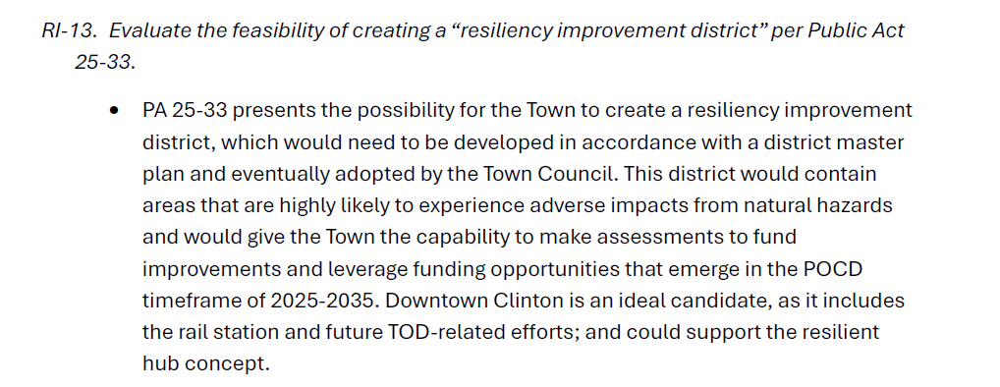 RI-13. Evaluate the feasibility of creating a “resiliency improvement district” per Public Act
25-33.
• PA 25-33 presents the possibility for the Town to create a resiliency improvement
district, which would need to be developed in accordance with a district master
plan and eventually adopted by the Town Council. This district would contain
areas that are highly likely to experience adverse impacts from natural hazards
and would give the Town the capability to make assessments to fund
improvements and leverage funding opportunities that emerge in the POCD
timeframe of 2025-2035. Downtown Clinton is an ideal candidate, as it includes
the rail station and future TOD-related efforts; and could support the resilient
hub concept.